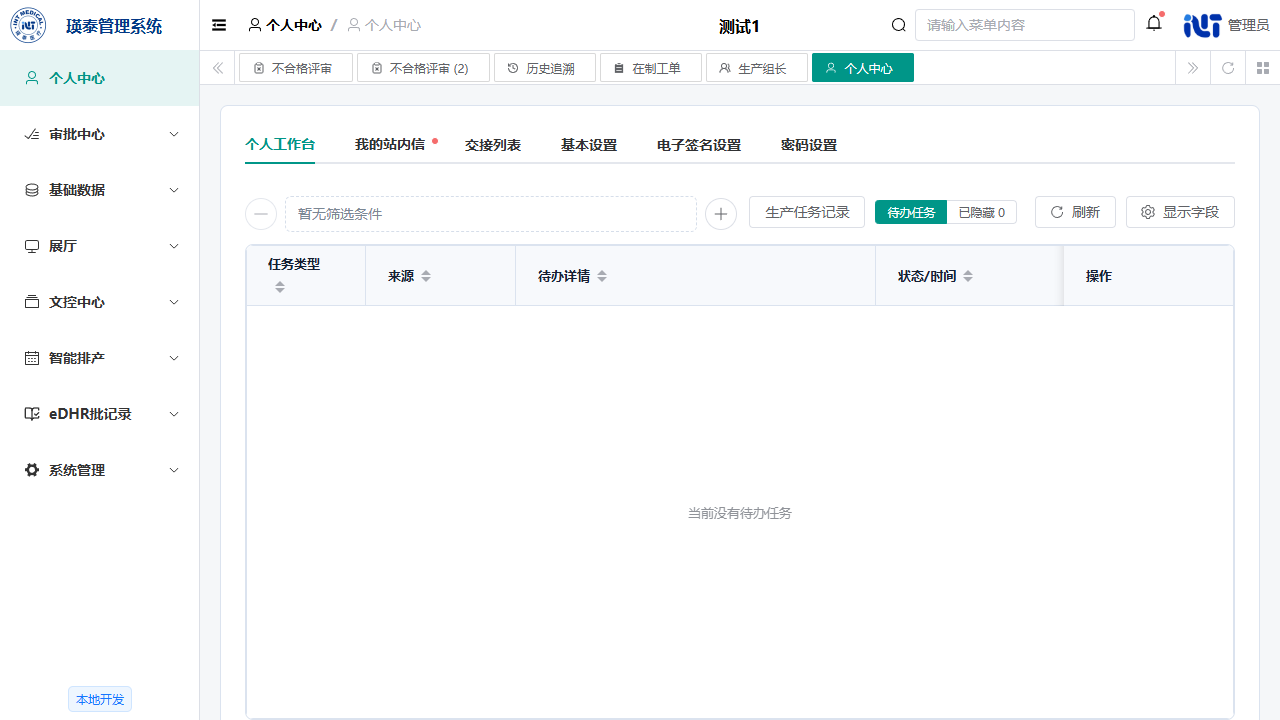 INT MEDICAL
瑛泰管理系统
个人中心 / 个人中心
测试1
请输入菜单内容
管理员
不合格评审
不合格评审 (2)
历史追溯
在制工单
生产组长
个人中心
个人中心
审批中心
基础数据
展厅
文控中心
智能排产
eDHR批记录
系统管理
本地开发
个人工作台
我的站内信
交接列表
基本设置
电子签名设置
密码设置
暂无筛选条件
生产任务记录
待办任务
已隐藏 0
刷新
显示字段
任务类型
来源
待办详情
状态/时间
操作
当前没有待办任务